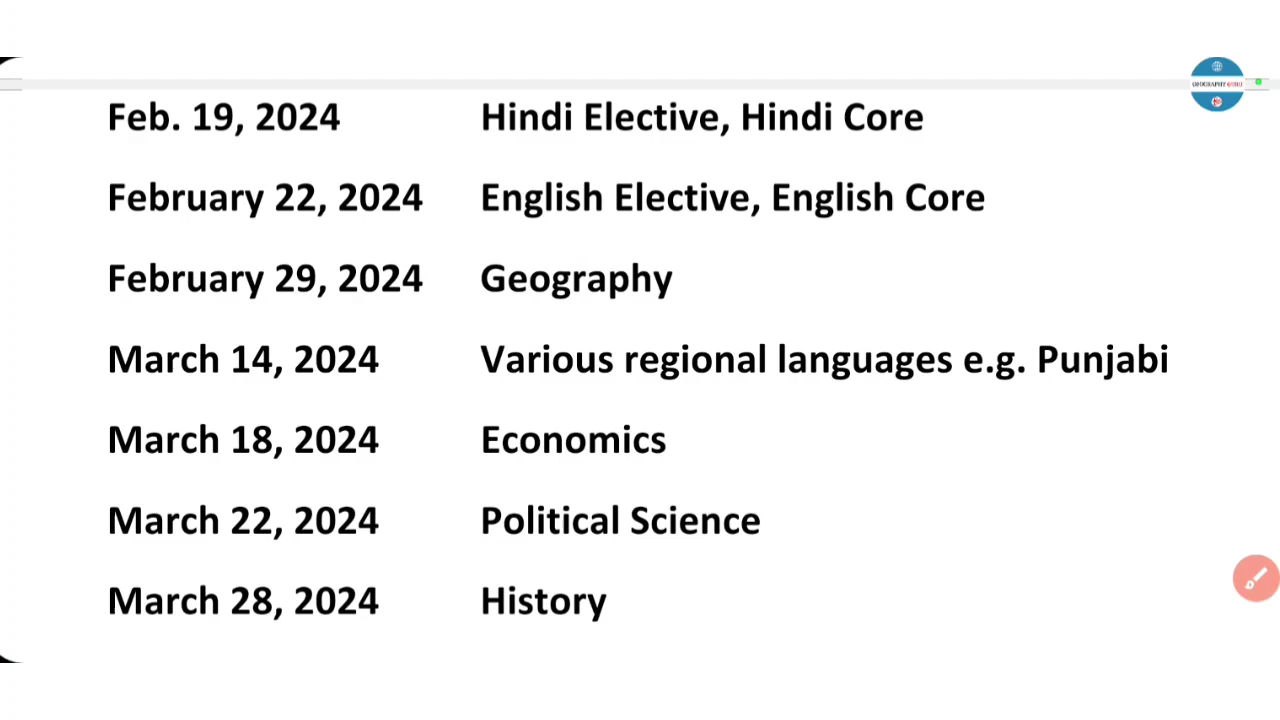 GEOGRAPHY GURU
Feb. 19, 2024 Hindi Elective, Hindi Core
February 22, 2024 English Elective, English Core
February 29, 2024 Geography
March 14, 2024 Various regional languages e.g. Punjabi
March 18, 2024 Economics
March 22, 2024 Political Science
March 28, 2024 History